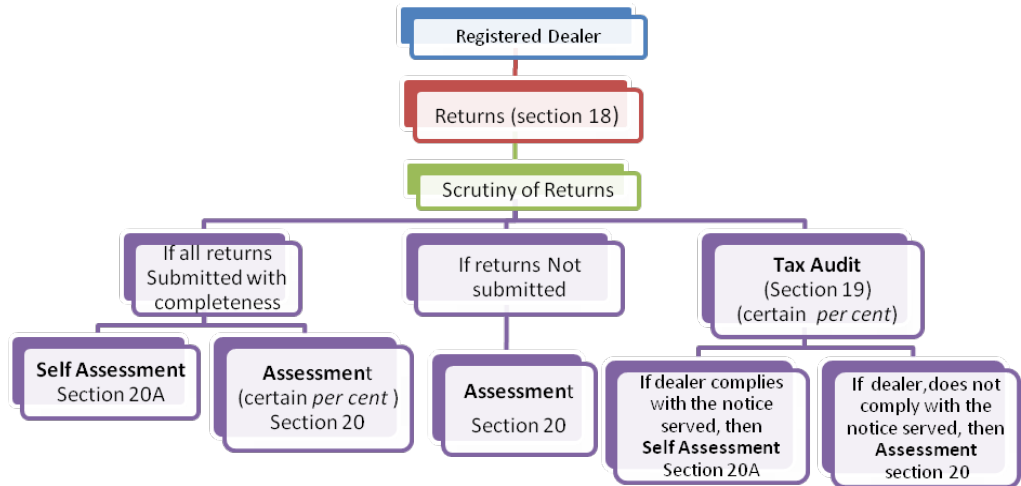 Registered Dealer
Returns (section 18)
Scrutiny of Returns
If all returns
Submitted with
completeness
If returns Not
submitted
Tax Audit
(Section 19)
(certain per cent)
Self Assessment
Section 20A
Assessment
(certain per cent )
Section 20
Assessment
Section 20
If dealer complies
with the notice
served, then
Self Assessment
Section 20A
If dealer,does not
comply with the
notice served, then
Assessment
section 20